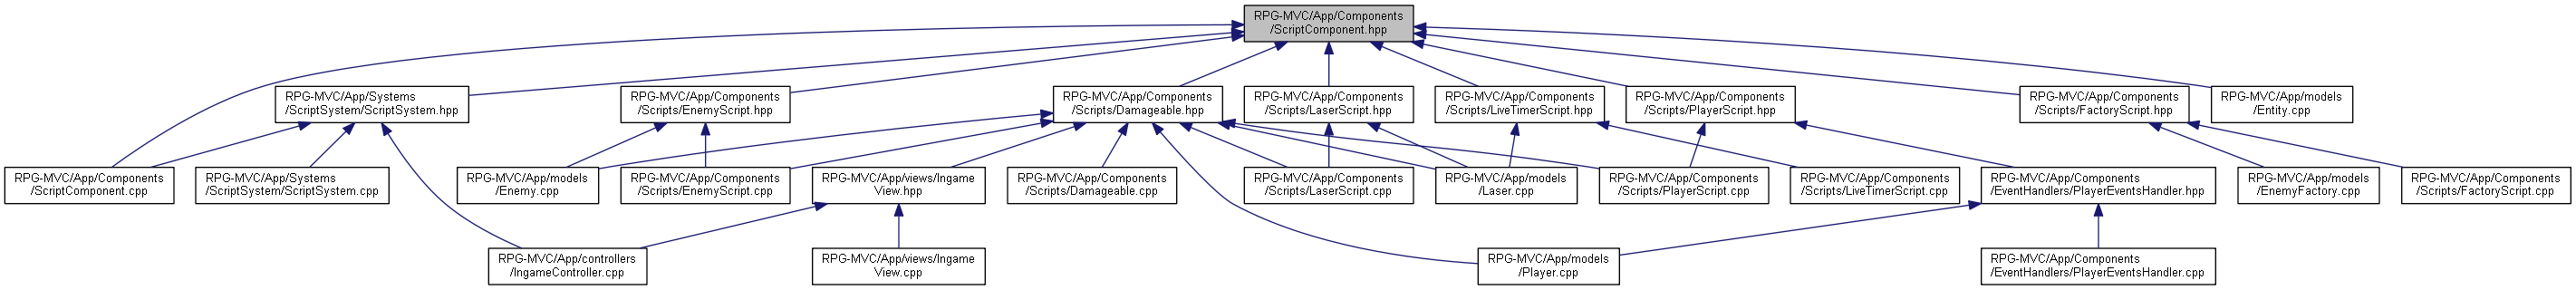 RPG-MVC/App/Components
/ScriptComponent.hpp
RPG-MVC/App/Systems
/ScriptSystem/ScriptSystem.hpp
RPG-MVC/App/Components
/Scripts/EnemyScript.hpp
RPG-MVC/App/Components
/Scripts/Damageable.hpp
RPG-MVC/App/Components
/Scripts/LaserScript.hpp
RPG-MVC/App/Components
/Scripts/LiveTimerScript.hpp
RPG-MVC/App/Components
/Scripts/PlayerScript.hpp
RPG-MVC/App/Components
/Scripts/FactoryScript.hpp
RPG-MVC/App/models
/Entity.cpp
RPG-MVC/App/Components
/ScriptComponent.cpp
RPG-MVC/App/Systems
/ScriptSystem/ScriptSystem.cpp
RPG-MVC/App/models
/Enemy.cpp
RPG-MVC/App/Components
/Scripts/EnemyScript.cpp
RPG-MVC/App/views/Ingame
View.hpp
RPG-MVC/App/Components
/Scripts/Damageable.cpp
RPG-MVC/App/Components
/Scripts/LaserScript.cpp
RPG-MVC/App/models
/Laser.cpp
RPG-MVC/App/Components
/Scripts/PlayerScript.cpp
RPG-MVC/App/Components
/Scripts/LiveTimerScript.cpp
RPG-MVC/App/Components
/EventHandlers/PlayerEventsHandler.hpp
RPG-MVC/App/models
/EnemyFactory.cpp
RPG-MVC/App/Components
/Scripts/FactoryScript.cpp
RPG-MVC/App/controllers
/IngameController.cpp
RPG-MVC/App/views/Ingame
View.cpp
RPG-MVC/App/models
/Player.cpp
RPG-MVC/App/Components
/EventHandlers/PlayerEventsHandler.cpp